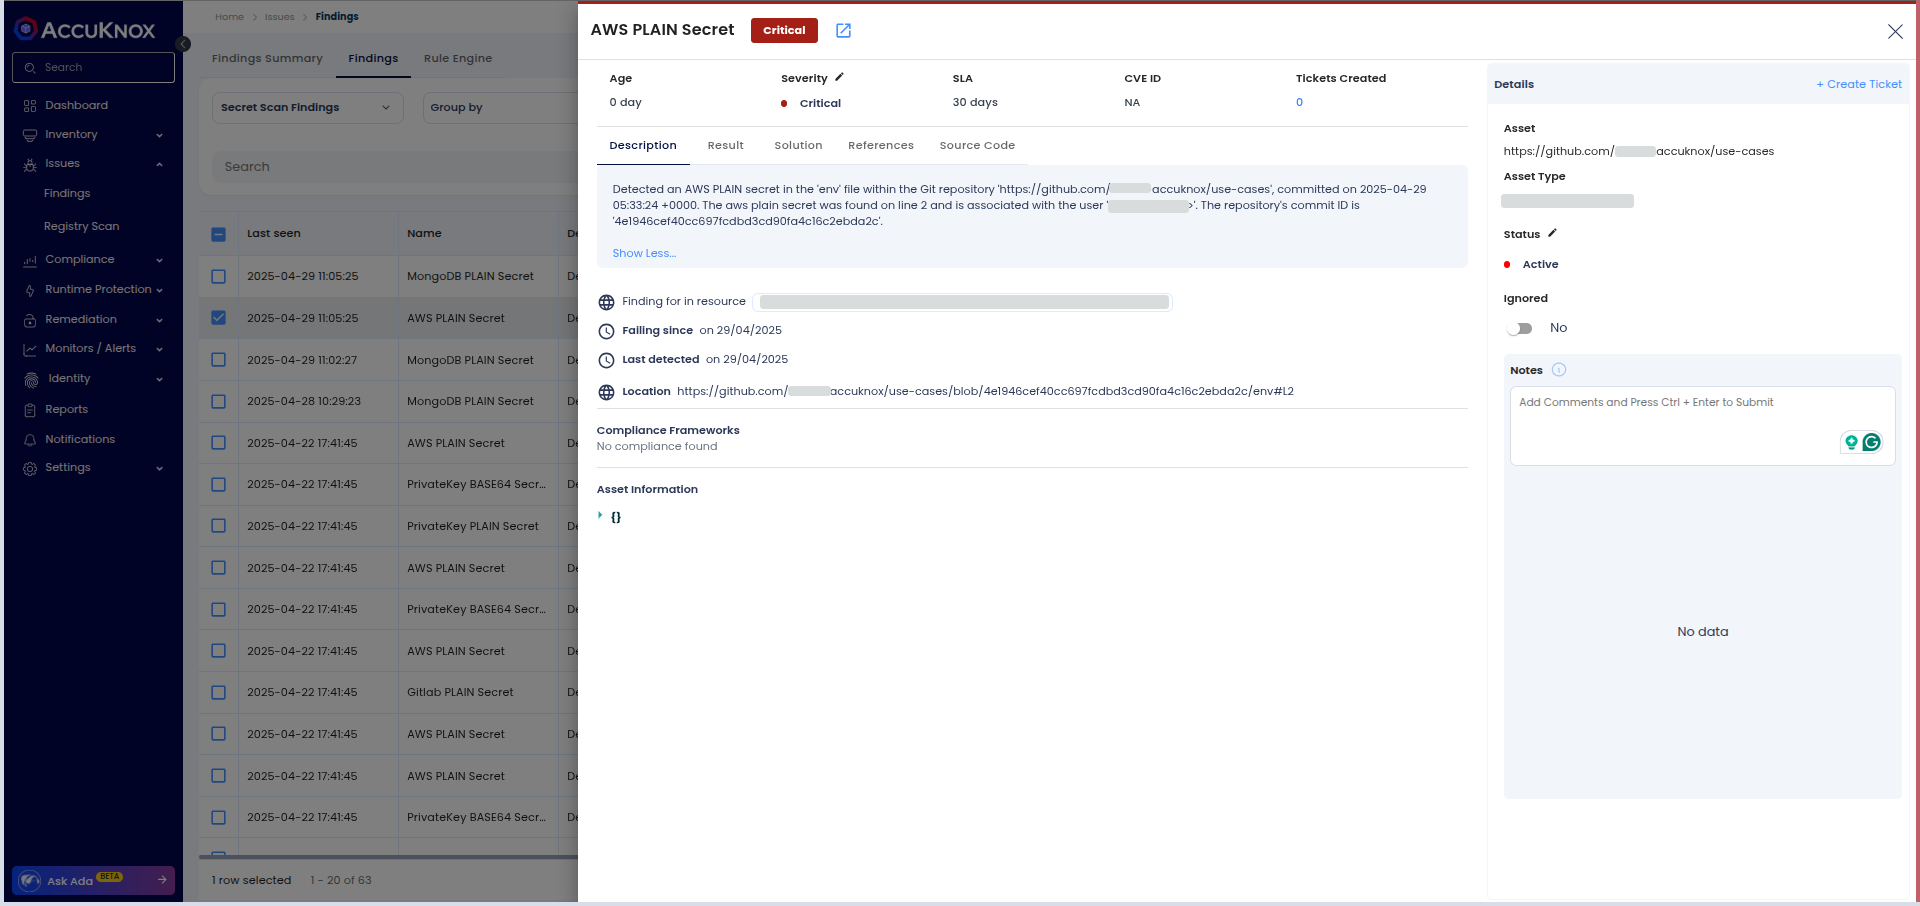 ACCUKNOX
Search
Dashboard
Inventory
Issues
Findings
Registry Scan
Compliance
Runtime Protection
Remediation
Monitors / Alerts
Identity
Reports
Notifications
Settings
Ask Ada BETA
Home > Issues > Findings
Findings Summary Findings Rule Engine
Secret Scan Findings Group by
Search
Last seen Name De
2025-04-29 11:05:25 MongoDB PLAIN Secret De
2025-04-29 11:05:25 AWS PLAIN Secret De
2025-04-29 11:02:27 MongoDB PLAIN Secret De
2025-04-28 10:29:23 MongoDB PLAIN Secret De
2025-04-22 17:41:45 AWS PLAIN Secret De
2025-04-22 17:41:45 PrivateKey BASE64 Secr... De
2025-04-22 17:41:45 PrivateKey PLAIN Secret De
2025-04-22 17:41:45 AWS PLAIN Secret De
2025-04-22 17:41:45 PrivateKey BASE64 Secr... De
2025-04-22 17:41:45 AWS PLAIN Secret De
2025-04-22 17:41:45 Gitlab PLAIN Secret De
2025-04-22 17:41:45 AWS PLAIN Secret De
2025-04-22 17:41:45 AWS PLAIN Secret De
2025-04-22 17:41:45 PrivateKey BASE64 Secr... De
1 row selected 1 - 20 of 63
AWS PLAIN Secret Critical
Age Severity SLA CVE ID Tickets Created
0 day Critical 30 days NA 0
Description Result Solution References Source Code
Detected an AWS PLAIN secret in the 'env' file within the Git repository 'https://github.com/ accuknox/use-cases', committed on 2025-04-29
05:33:24 +0000. The aws plain secret was found on line 2 and is associated with the user ' >'. The repository's commit ID is
'4e1946cef40cc697fcdbd3cd90fa4c16c2ebda2c'.
Show Less...
Finding for in resource
Failing since on 29/04/2025
Last detected on 29/04/2025
Location https://github.com/ accuknox/use-cases/blob/4e1946cef40cc697fcdbd3cd90fa4c16c2ebda2c/env#L2
Compliance Frameworks
No compliance found
Asset Information
{}
Details + Create Ticket
Asset
https://github.com/ accuknox/use-cases
Asset Type
Status
Active
Ignored
No
Notes
Add Comments and Press Ctrl + Enter to Submit
No data